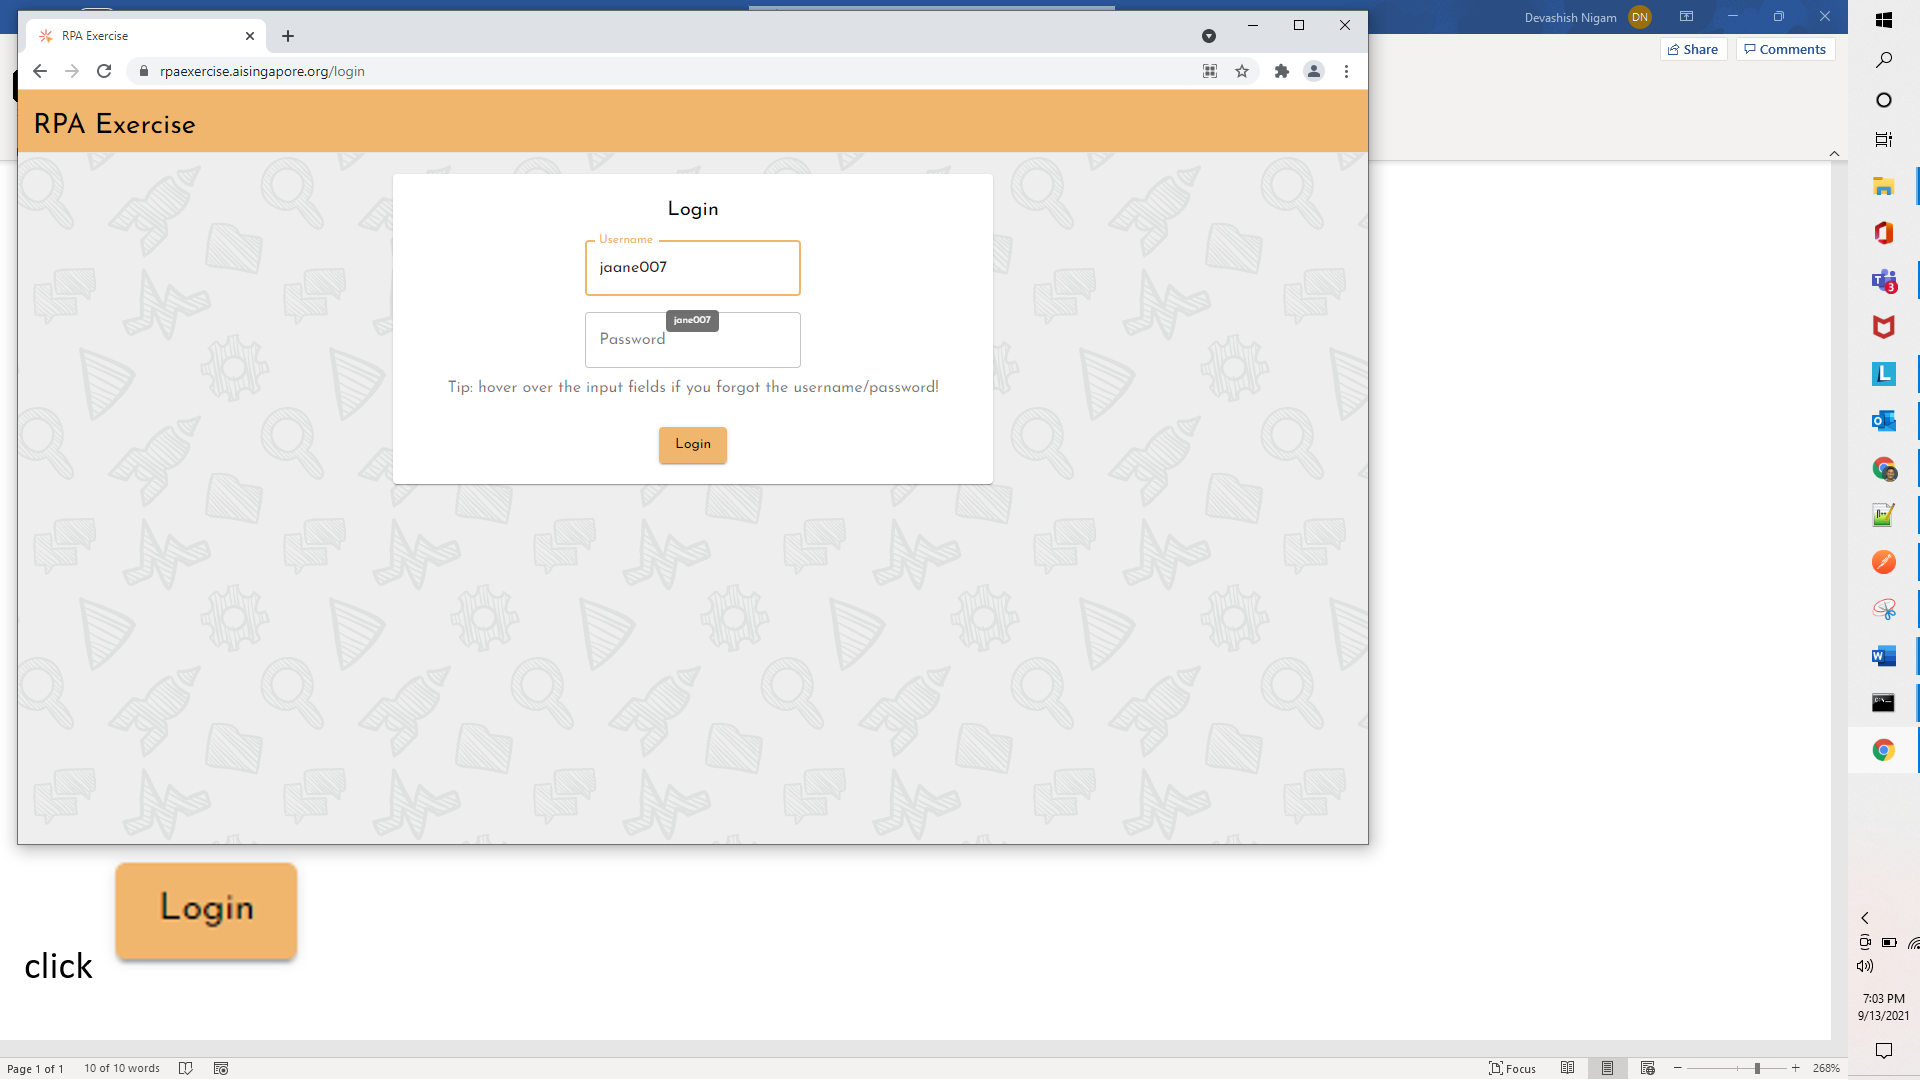 Devashish Nigam DN
RPA Exercise
rpaexercise.aisingapore.org/login
Share
Comments
RPA Exercise
Login
Username
jaane007
jane007
Password
Tip: hover over the input fields if you forgot the username/password!
Login
3
Login
click
7:03 PM
9/13/2021
Page 1 of 1
10 of 10 words
Focus
268%